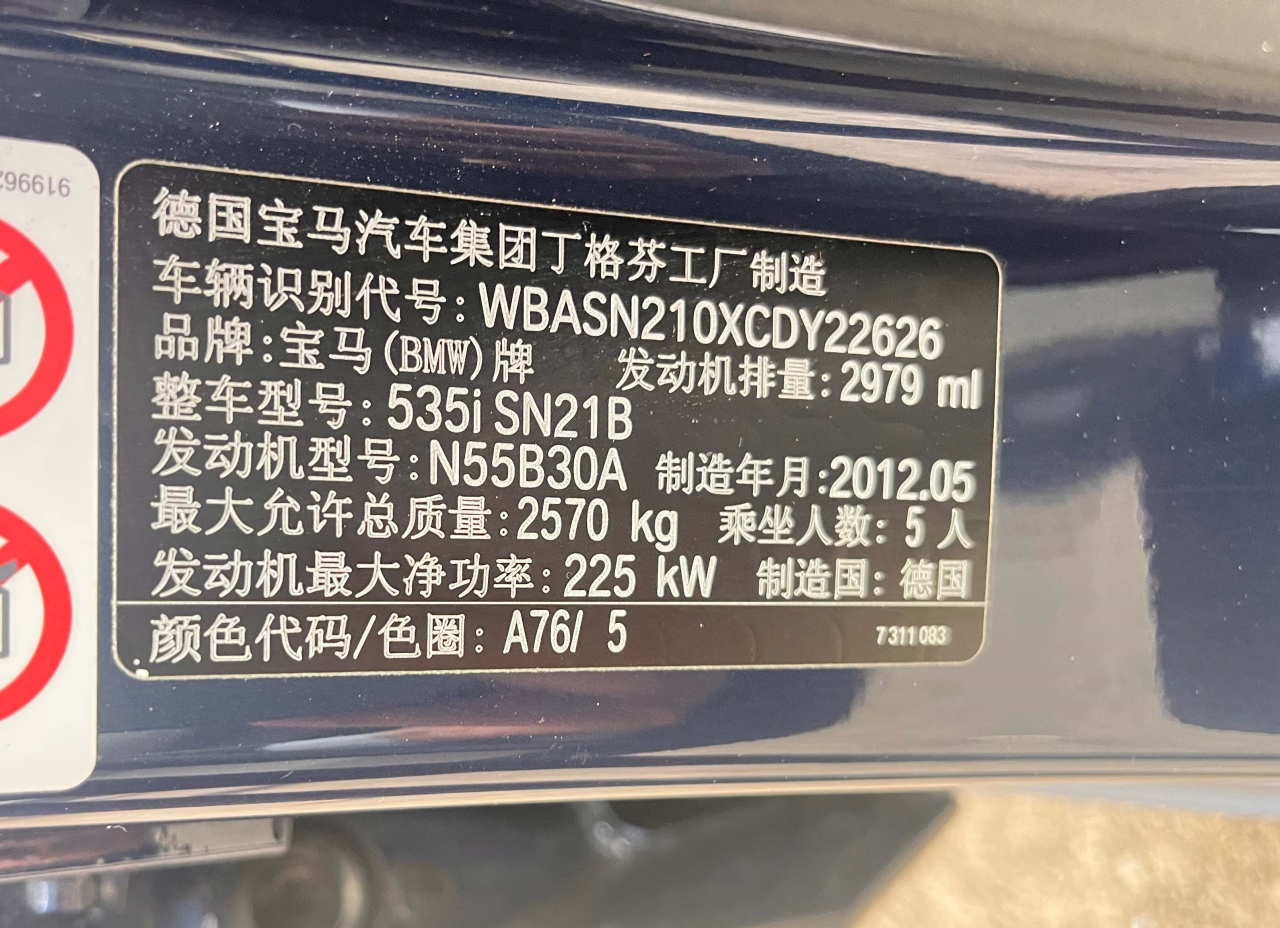 德国宝马汽车集团丁格芬工厂制造
车辆识别代号: WBASN210XCDY22626
品牌:宝马(BMW)牌 发动机排量: 2979 ml
整车型号: 535i SN21B
发动机型号: N55B30A 制造年月:2012.05
最大允许总质量:2570 kg 乘坐人数: 5 人
发动机最大净功率: 225 kW 制造国: 德国
颜色代码/色圈: A76/ 5 7311083